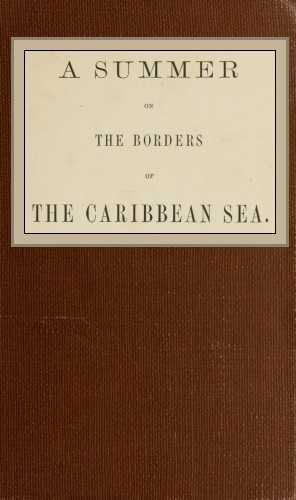 A SUMMER
ON
THE BORDERS
OF
THE CARIBBEAN SEA.